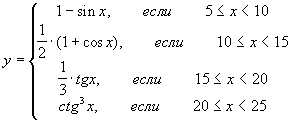 y = { 1 − sin x, если 5 ≤ x < 10
1/2 · (1 + cos x), если 10 ≤ x < 15
1/3 · tgx, если 15 ≤ x < 20
ctg³ x, если 20 ≤ x < 25